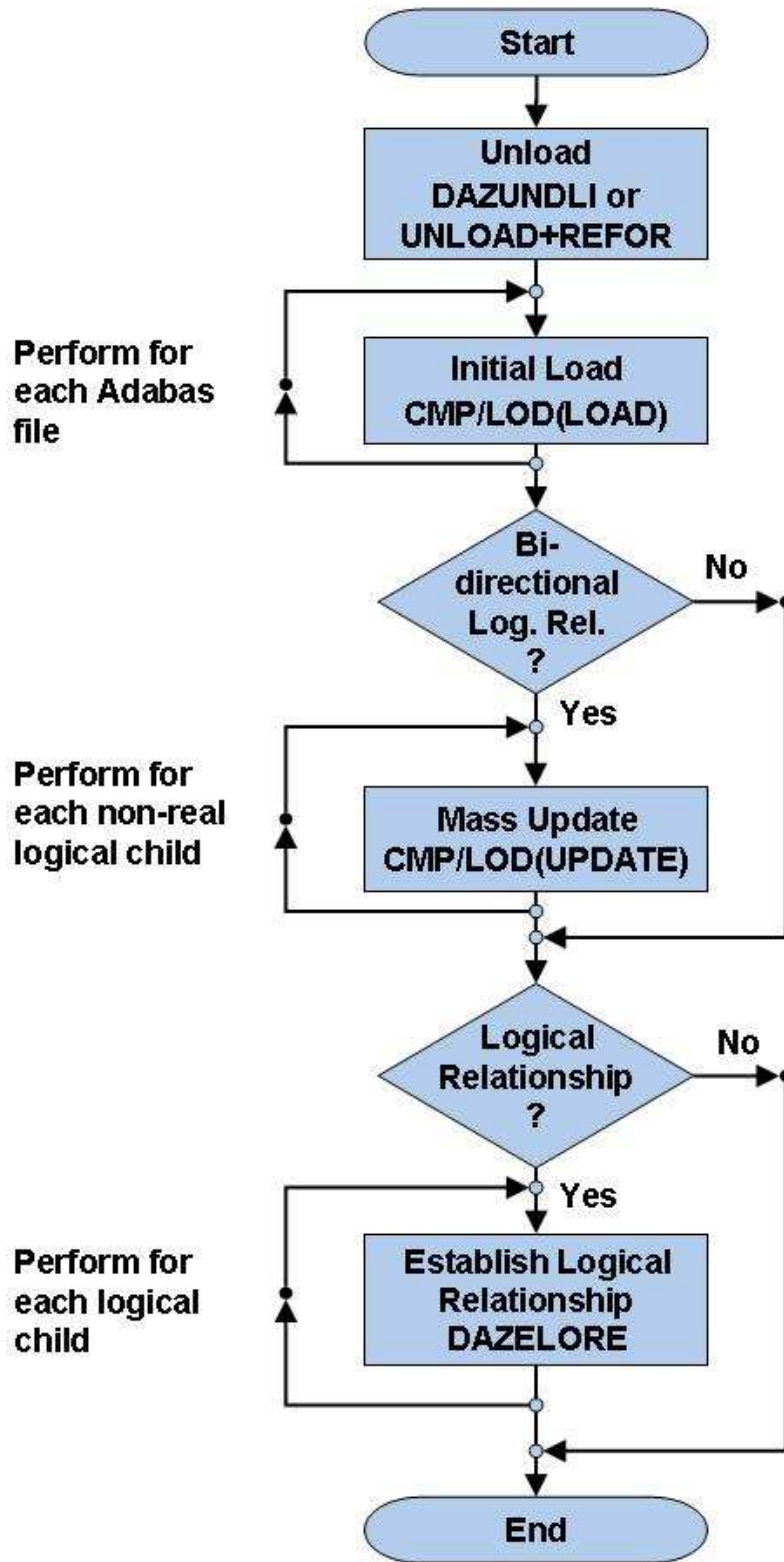 Start
Unload
DAZUNDLI or
UNLOAD+REFOR
Perform for
each Adabas
file
Initial Load
CMP/LOD(LOAD)
Bi-
directional
Log. Rel.
?
No
Yes
Perform for
each non-real
logical child
Mass Update
CMP/LOD(UPDATE)
Logical
Relationship
?
No
Yes
Perform for
each logical
child
Establish Logical
Relationship
DAZELORE
End